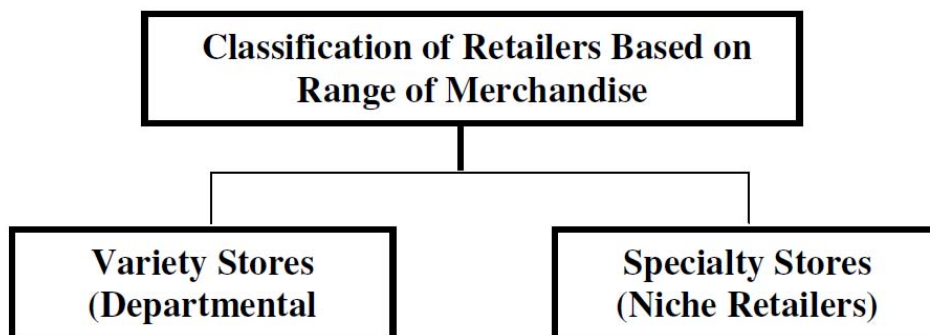 Classification of Retailers Based on
Range of Merchandise
Variety Stores
(Departmental
Specialty Stores
(Niche Retailers)